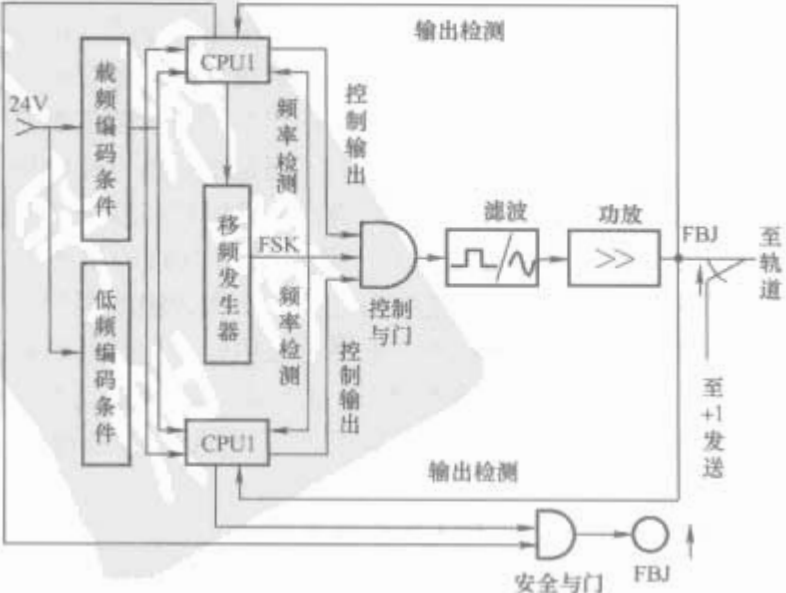 输出检测
CPU1
载频编码条件
24V
频率检测
控制输出
移频发生器
FSK
滤波
功放
FBJ
至轨道
控制与门
低频编码条件
频率检测
控制输出
至+1发送
CPU1
输出检测
安全与门
FBJ